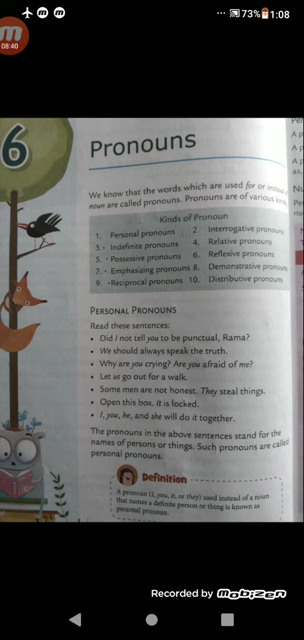 ... 73% 1:08
m
08:40
6
Pronouns
We know that the words which are used for or instead
noun are called pronouns. Pronouns are of various kinds.
Kinds of Pronoun
1. Personal pronouns 2. Interrogative pronouns
3. Indefinite pronouns 4. Relative pronouns
5. Possessive pronouns 6. Reflexive pronouns
7. Emphasizing pronouns 8. Demonstrative pronouns
9. Reciprocal pronouns 10. Distributive pronouns
PERSONAL PRONOUNS
Read these sentences:
• Did I not tell you to be punctual, Rama?
• We should always speak the truth.
• Why are you crying? Are you afraid of me?
• Let us go out for a walk.
• Some men are not honest. They steal things.
• Open this box. It is locked.
• I, you, he, and she will do it together.
The pronouns in the above sentences stand for the
names of persons or things. Such pronouns are called
personal pronouns.
Definition
A pronoun (I, you, it, or they) used instead of a noun
that names a definite person or thing is known as
personal pronoun.
Recorded by mobizen